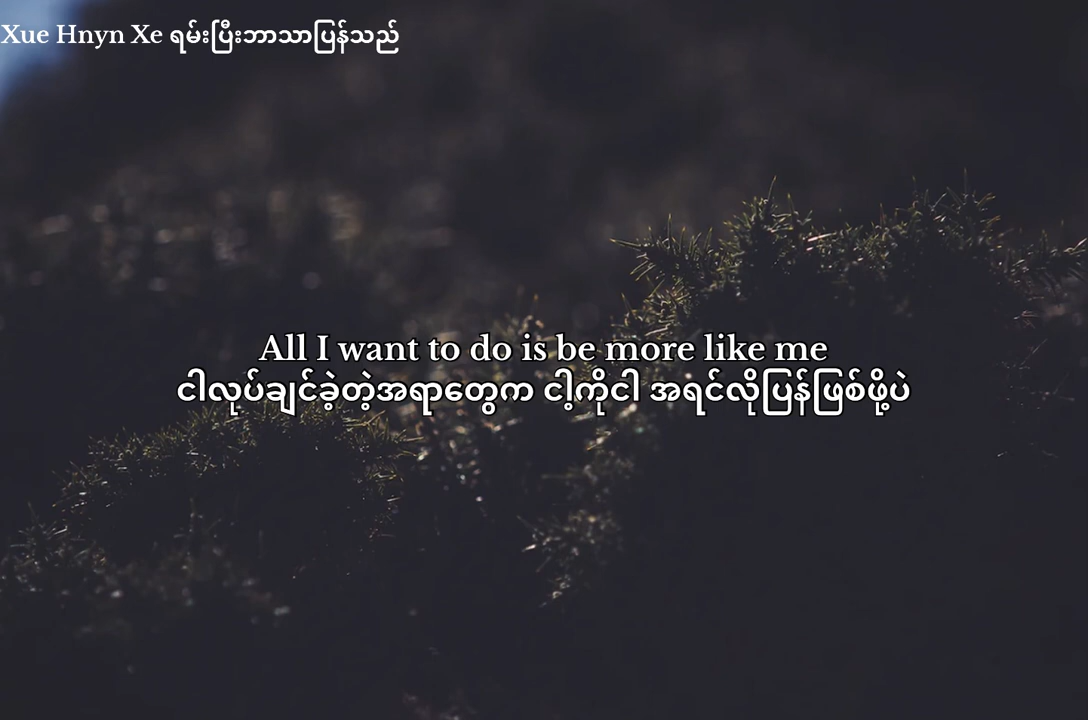 Xue Hnyn Xe ရမ်းပြီးဘာသာပြန်သည်
All I want to do is be more like me
ငါလုပ်ချင်ခဲ့တဲ့အရာတွေက ငါ့ကိုငါ အရင်လိုပြန်ဖြစ်ဖို့ပဲ